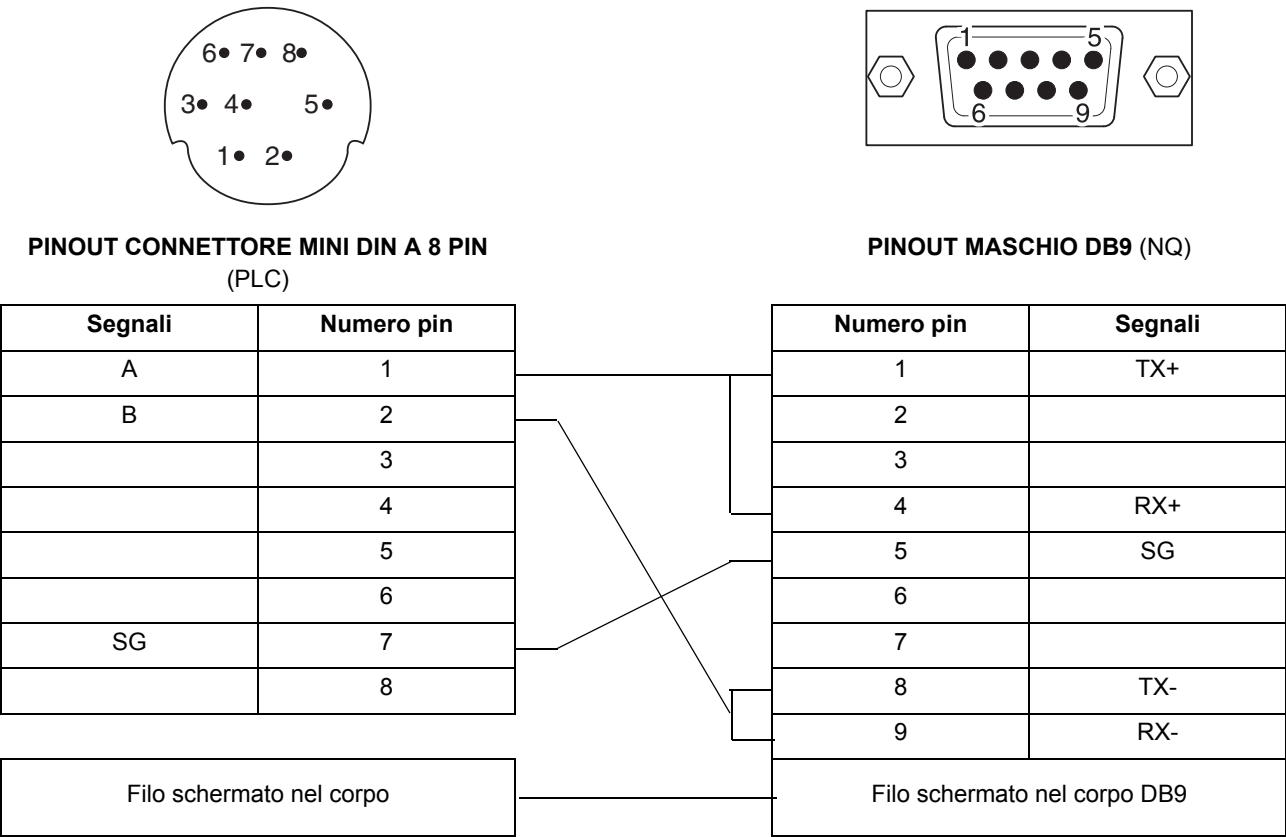 6 7 8
3 4 5
1 2
1 5
6 9
PINOUT CONNETTORE MINI DIN A 8 PIN
(PLC)
PINOUT MASCHIO DB9 (NQ)
Segnali Numero pin
A 1
B 2
3
4
5
6
SG 7
8
Filo schermato nel corpo
Numero pin Segnali
1 TX+
2
3
4 RX+
5 SG
6
7
8 TX-
9 RX-
Filo schermato nel corpo DB9